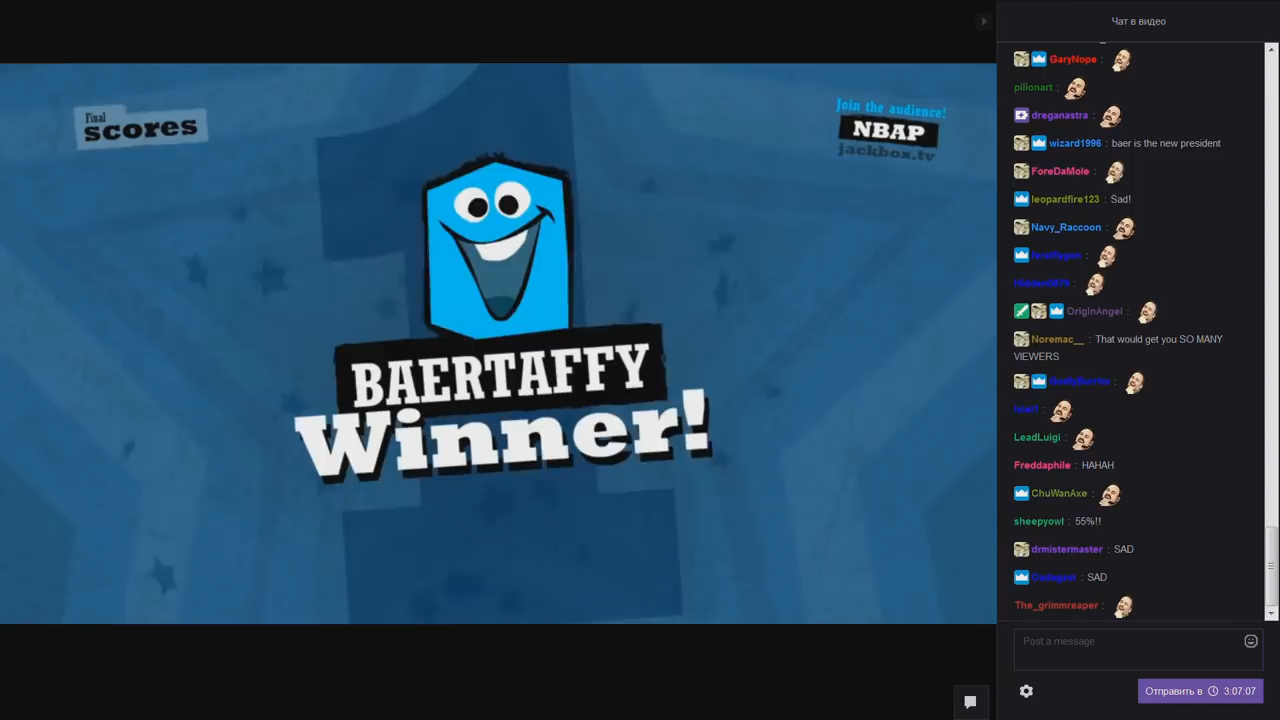 Final
scores
Join the audience!
NBAP
jackbox.tv
BAERTAFFY
Winner!
Чат в видео
GaryNope :
pilionart :
dreganastra :
wizard1996 : baer is the new president
ForeDaMole :
leopardfire123 : Sad!
Navy_Raccoon :
OriginAngel :
Noremac__ : That would get you SO MANY
VIEWERS
LeadLuigi :
Freddaphile : HAHAH
ChuWanAxe :
sheepyowl : 55%!!
drmistermaster : SAD
: SAD
The_grimmreaper :
Post a message
Отправить в 3:07:07